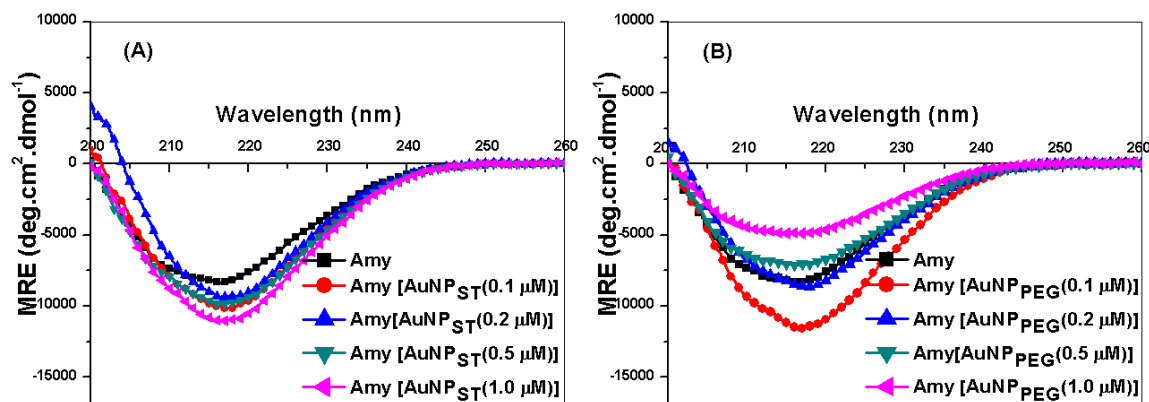 (A)
MRE (deg.cm².dmol⁻¹)
10000
5000
0
-5000
-10000
-15000
Wavelength (nm)
200 210 220 230 240 250 260
Amy
Amy [AuNP_ST(0.1 μM)]
Amy[AuNP_ST(0.2 μM)]
Amy [AuNP_ST(0.5 μM)]
Amy [AuNP_ST(1.0 μM)]
(B)
MRE (deg.cm².dmol⁻¹)
10000
5000
0
-5000
-10000
-15000
Wavelength (nm)
200 210 220 230 240 250 260
Amy
Amy [AuNP_PEG(0.1 μM)]
Amy [AuNP_PEG(0.2 μM)]
Amy[AuNP_PEG(0.5 μM)]
Amy [AuNP_PEG(1.0 μM)]